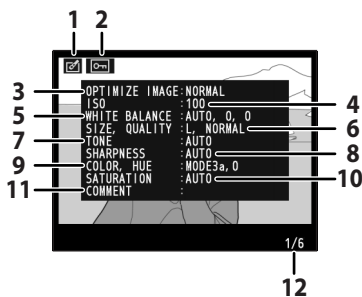 1 2
3 OPTIMIZE IMAGE:NORMAL
ISO :100 4
5 WHITE BALANCE :AUTO, 0, 0
SIZE, QUALITY :L, NORMAL 6
7 TONE :AUTO
SHARPNESS :AUTO 8
9 COLOR, HUE :MODE3a,0
SATURATION :AUTO 10
11 COMMENT :
1/6
12